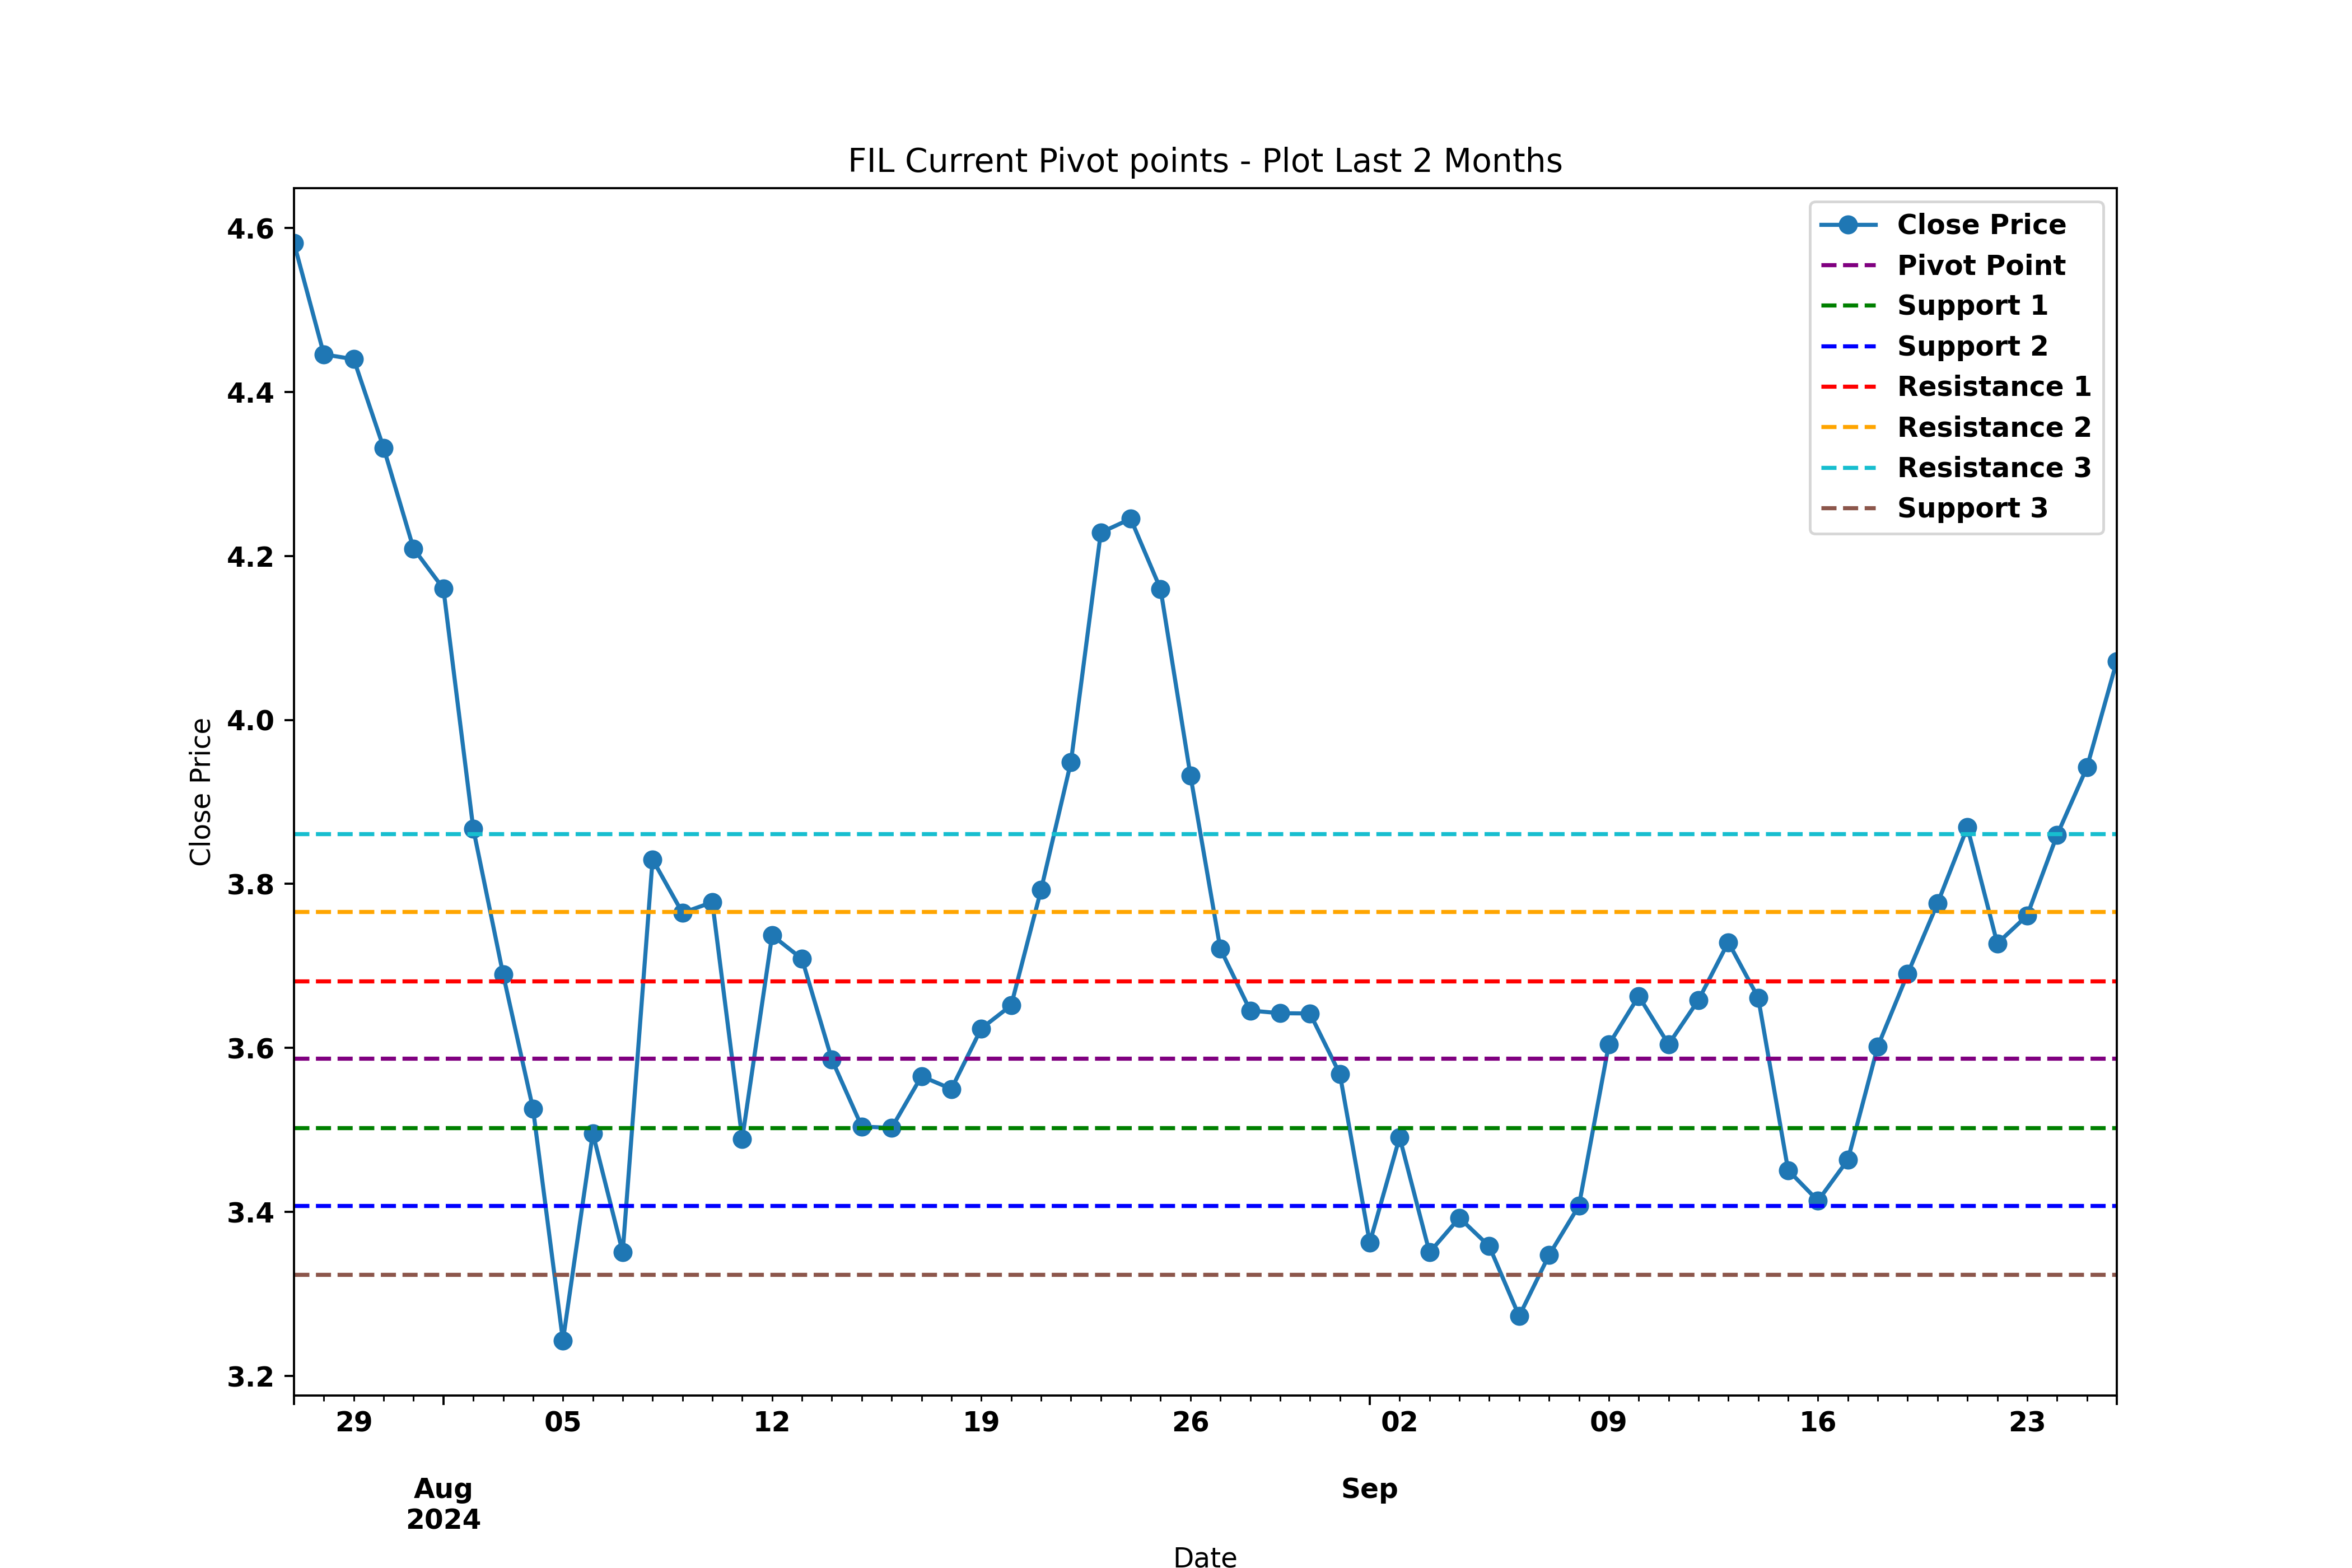 FIL Current Pivot points - Plot Last 2 Months
Close Price
Pivot Point
Support 1
Support 2
Resistance 1
Resistance 2
Resistance 3
Support 3
4.6
4.4
4.2
4.0
3.8
3.6
3.4
3.2
Close Price
29 05 12 19 26 02 09 16 23
Aug Sep
2024
Date